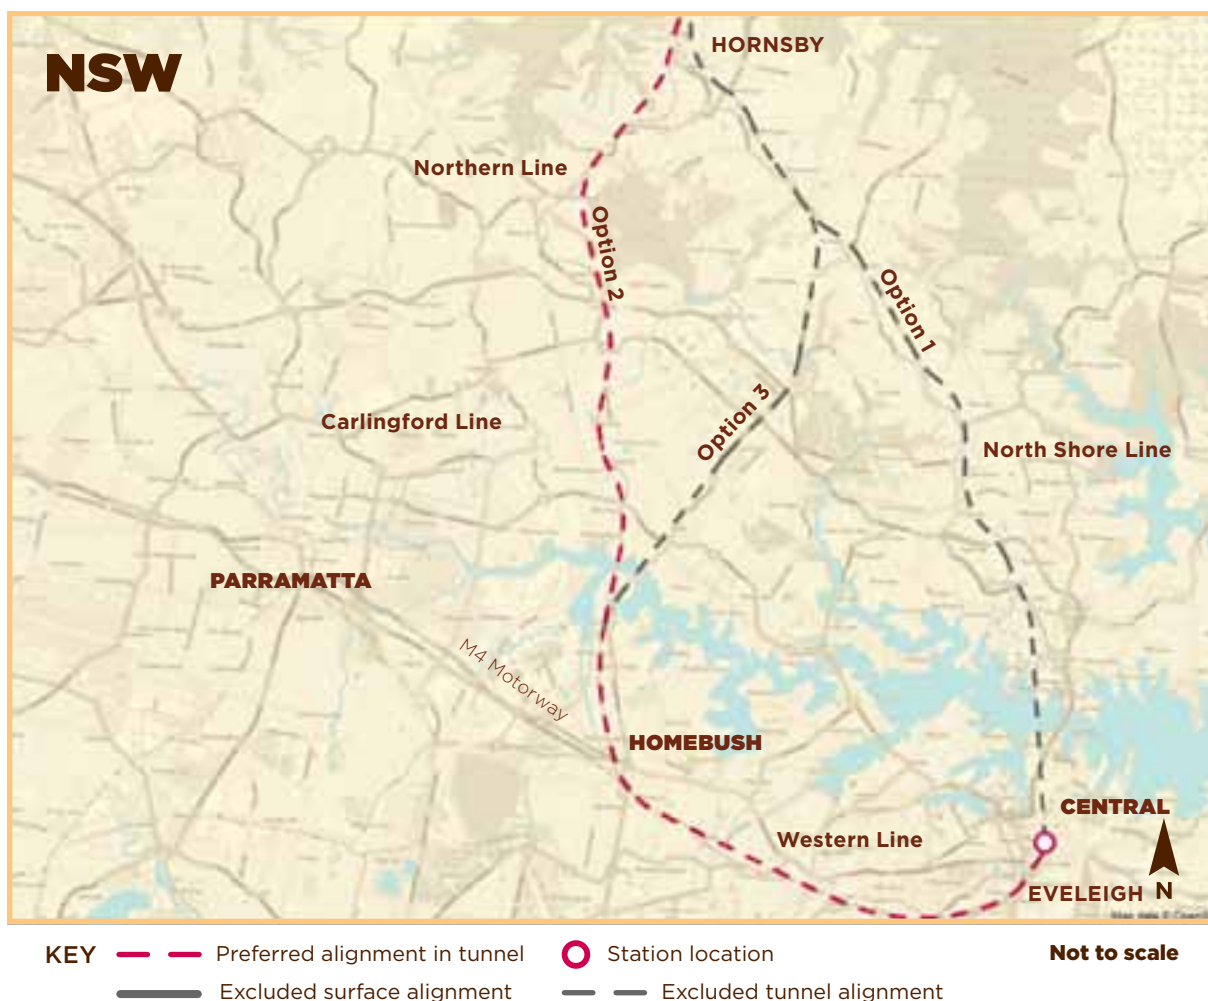 NSW
HORNSBY
Northern Line
Option 2
Option 1
Option 3
Carlingford Line
North Shore Line
PARRAMATTA
M4 Motorway
HOMEBUSH
CENTRAL
Western Line
EVELEIGH
N
KEY
Preferred alignment in tunnel
Station location
Not to scale
Excluded surface alignment
Excluded tunnel alignment